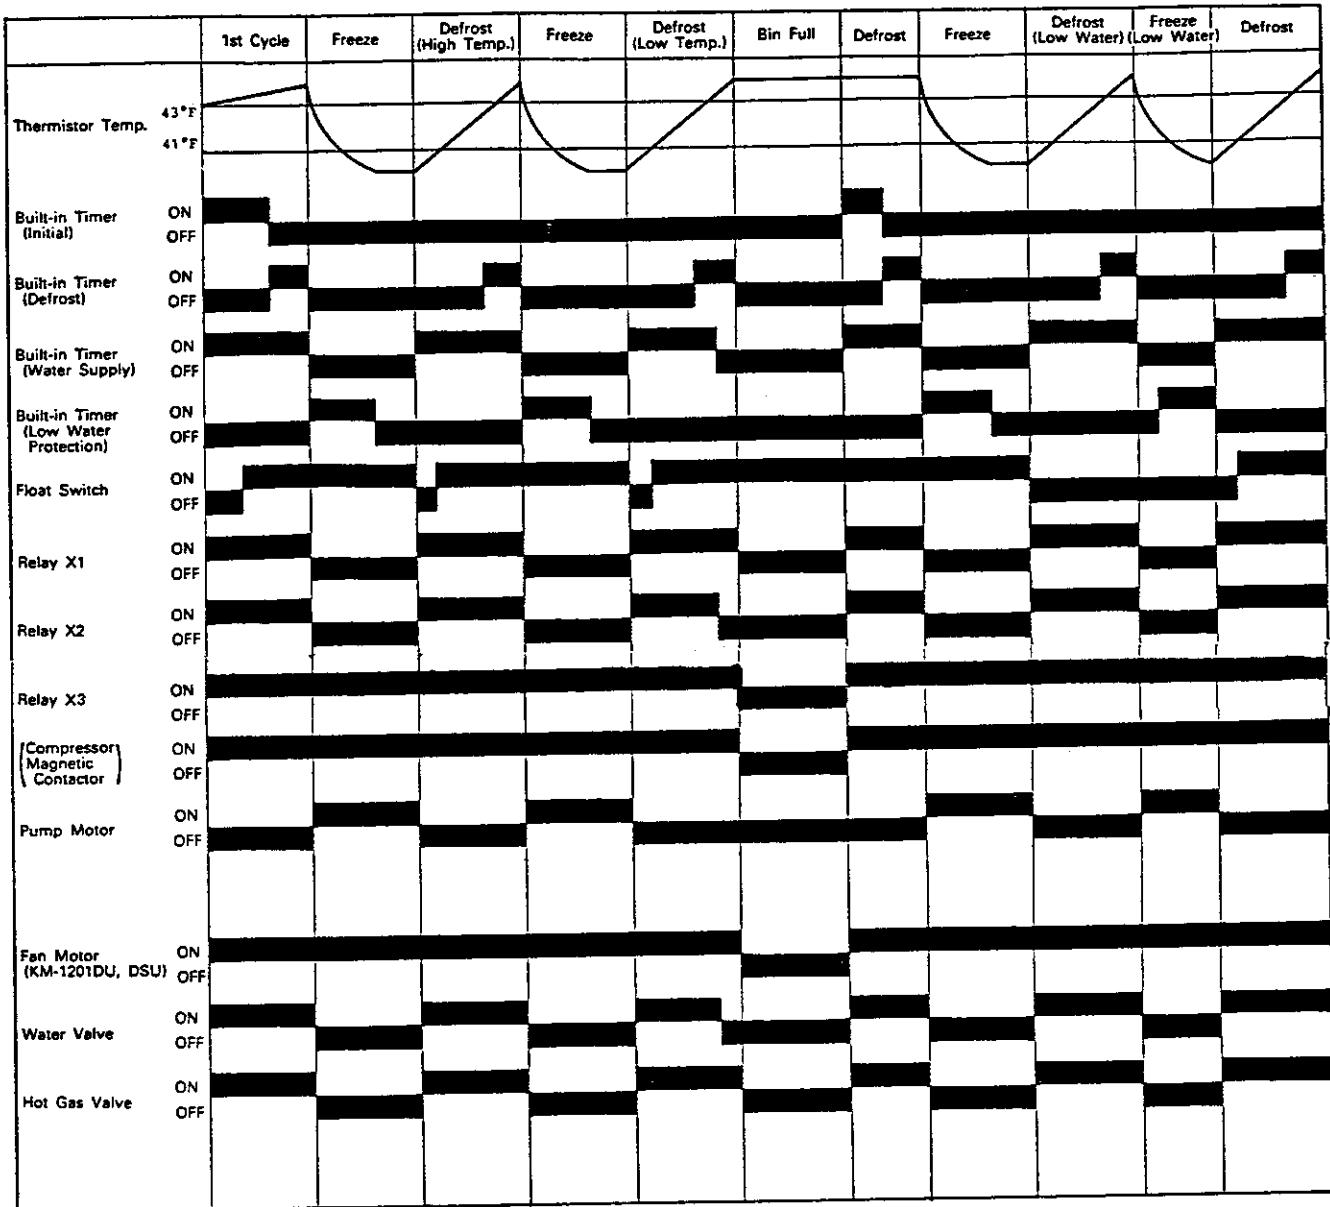 1st Cycle
Freeze
Defrost
(High Temp.)
Freeze
Defrost
(Low Temp.)
Bin Full
Defrost
Freeze
Defrost
(Low Water)
Freeze
(Low Water)
Defrost
Thermistor Temp.
43°F
41°F
Built-in Timer
(Initial)
ON
OFF
Built-in Timer
(Defrost)
ON
OFF
Built-in Timer
(Water Supply)
ON
OFF
Built-in Timer
(Low Water
Protection)
ON
OFF
Float Switch
ON
OFF
Relay X1
ON
OFF
Relay X2
ON
OFF
Relay X3
ON
OFF
(Compressor
Magnetic
Contactor)
ON
OFF
Pump Motor
ON
OFF
Fan Motor
(KM-1201DU, DSU)
ON
OFF
Water Valve
ON
OFF
Hot Gas Valve
ON
OFF